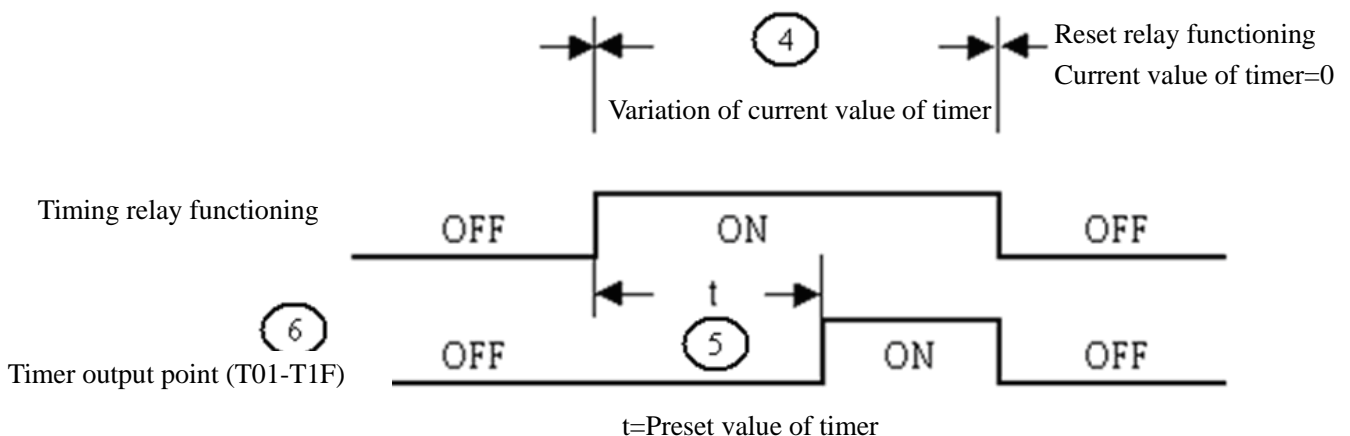 4
Reset relay functioning
Current value of timer=0
Variation of current value of timer
Timing relay functioning
OFF ON OFF
t
6
5
Timer output point (T01-T1F)
OFF ON OFF
t=Preset value of timer